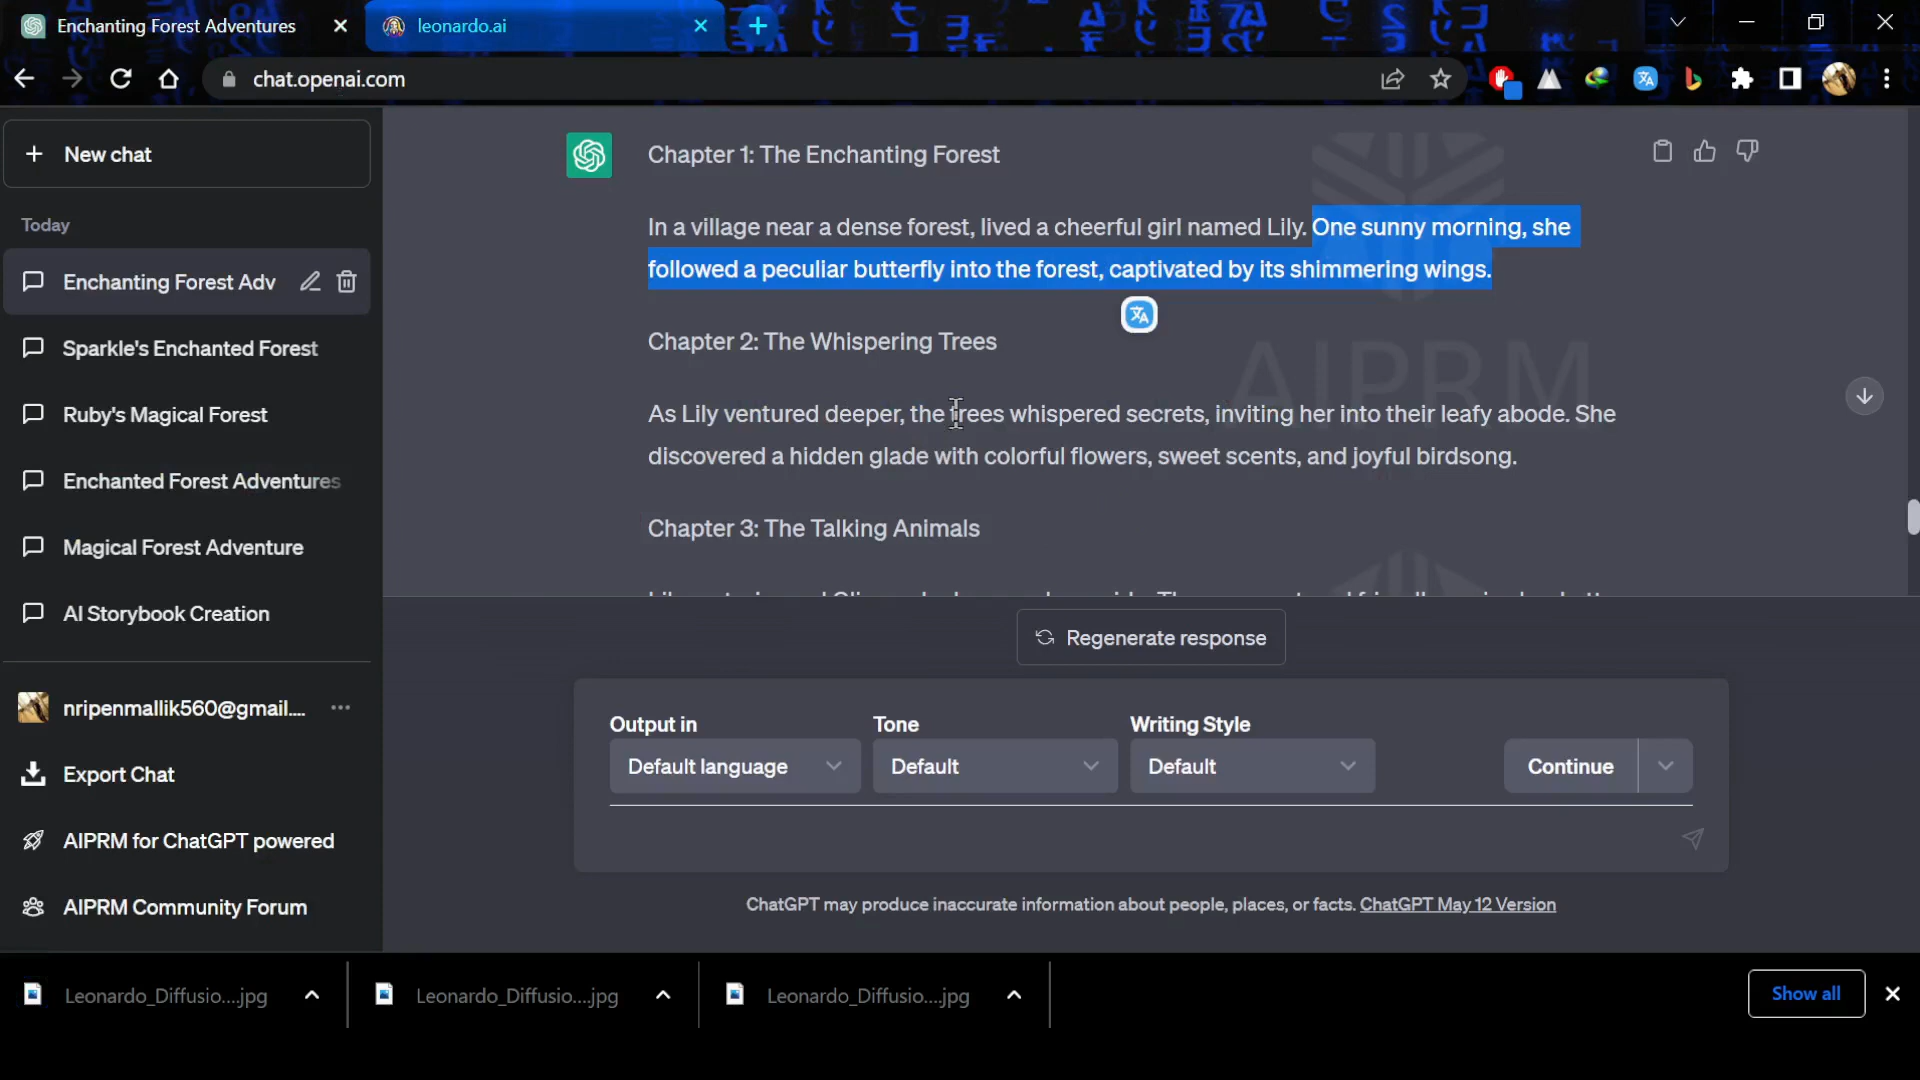 Enchanting Forest Adventures
leonardo.ai
chat.openai.com
New chat
Today
Enchanting Forest Adv
Sparkle's Enchanted Forest
Ruby's Magical Forest
Enchanted Forest Adventures
Magical Forest Adventure
AI Storybook Creation
nripenmallik560@gmail....
Export Chat
AIPRM for ChatGPT powered
AIPRM Community Forum
Chapter 1: The Enchanting Forest
In a village near a dense forest, lived a cheerful girl named Lily. One sunny morning, she
followed a peculiar butterfly into the forest, captivated by its shimmering wings.
Chapter 2: The Whispering Trees
AIPRM
As Lily ventured deeper, the trees whispered secrets, inviting her into their leafy abode. She
discovered a hidden glade with colorful flowers, sweet scents, and joyful birdsong.
Chapter 3: The Talking Animals
Regenerate response
Output in Tone Writing Style
Default language Default Default Continue
ChatGPT may produce inaccurate information about people, places, or facts. ChatGPT May 12 Version
Leonardo_Diffusio....jpg Leonardo_Diffusio....jpg Leonardo_Diffusio....jpg Show all